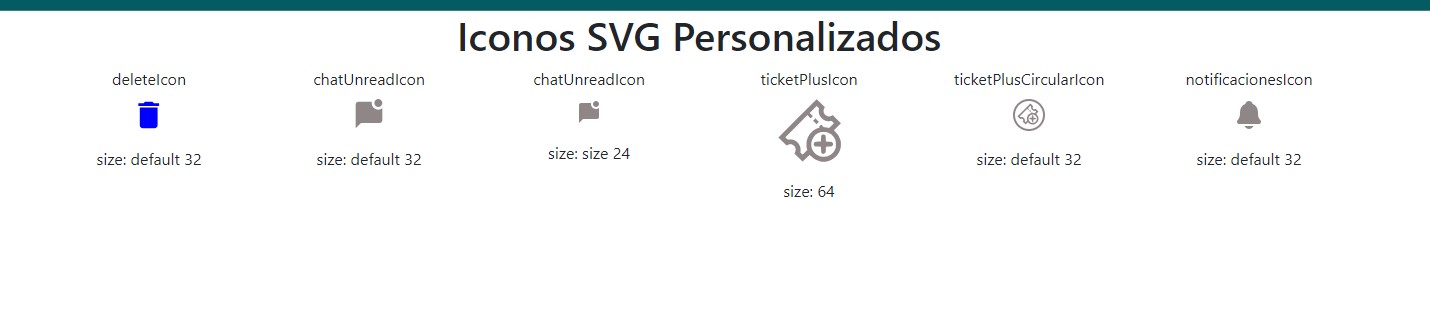 Iconos SVG Personalizados
deleteIcon
chatUnreadIcon
chatUnreadIcon
ticketPlusIcon
ticketPlusCircularIcon
notificacionesIcon
size: default 32
size: default 32
size: size 24
size: 64
size: default 32
size: default 32